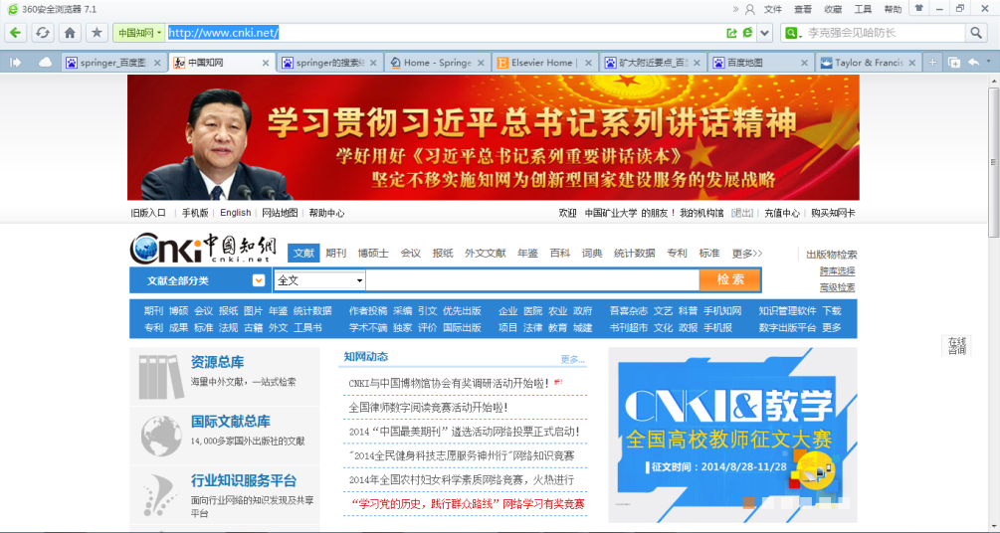 360安全浏览器 7.1
» 文件 查看 收藏 工具 帮助
中国知网 http://www.cnki.net/
李克强会见哈防长
springer_百度图 中国知网 springer的搜索结 Home - Springe Elsevier Home | 矿大附近要点_百度 百度地图 Taylor & Francis
学习贯彻习近平总书记系列讲话精神
学好用好《习近平总书记系列重要讲话读本》
坚定不移实施知网为创新型国家建设服务的发展战略
旧版入口 | 手机版 | English | 网站地图 | 帮助中心
欢迎 中国矿业大学 的朋友！ 我的机构馆 [退出] | 充值中心 | 购买知网卡
Cnki 中国知网
cnki.net
文献 期刊 博硕士 会议 报纸 外文文献 年鉴 百科 词典 统计数据 专利 标准 更多>>
出版物检索
文献全部分类 全文 检 索
跨库选择
高级检索
期刊 博硕 会议 报纸 图片 年鉴 统计数据 作者投稿 采编 引文 优先出版 企业 医院 农业 政府 吾喜杂志 文艺 科普 手机知网 知识管理软件 下载
专利 成果 标准 法规 古籍 外文 工具书 学术不端 独家 评价 国际出版 项目 法律 教育 城建 书刊超市 文化 政报 手机报 数字出版平台 更多
在线
咨询
资源总库
海量中外文献，一站式检索
国际文献总库
14,000多家国外出版社的文献
行业知识服务平台
面向行业网络的知识发现及共享
平台
知网动态 更多...
CNKI与中国博物馆协会有奖调研活动开始啦！
全国律师数字阅读竞赛活动开始啦！
2014“中国最美期刊”遴选活动网络投票正式启动！
"2014全民健身科技志愿服务神州行"网络知识竞赛
2014年全国农村妇女科学素质网络竞赛，火热进行
“学习党的历史，践行群众路线”网络学习有奖竞赛
CNKI&教学
全国高校教师征文大赛
征文时间：2014/8/28-11/28